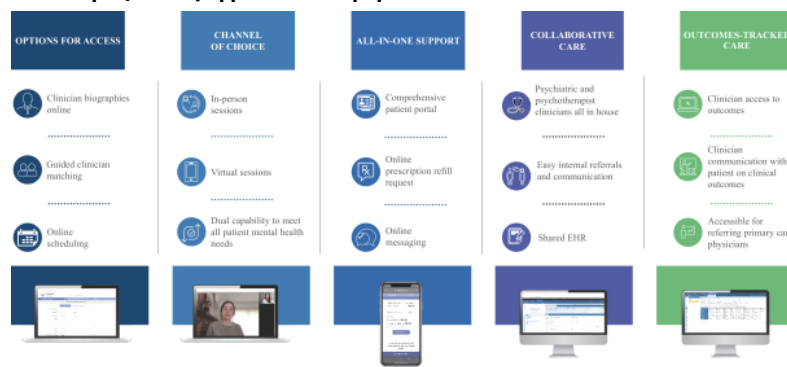 OPTIONS FOR ACCESS
Clinician biographies
online
Guided clinician
matching
Online
scheduling
CHANNEL
OF CHOICE
In-person
sessions
Virtual sessions
Dual capability to meet
all patient mental health
needs
ALL-IN-ONE SUPPORT
Comprehensive
patient portal
Online
prescription refill
request
Online
messaging
COLLABORATIVE
CARE
Psychiatric and
psychotherapist
clinicians all in house
Easy internal referrals
and communication
Shared EHR
OUTCOMES-TRACKED
CARE
Clinician access to
outcomes
Clinician
communication with
patient on clinical
outcomes
Accessible for
referring primary car
physicians